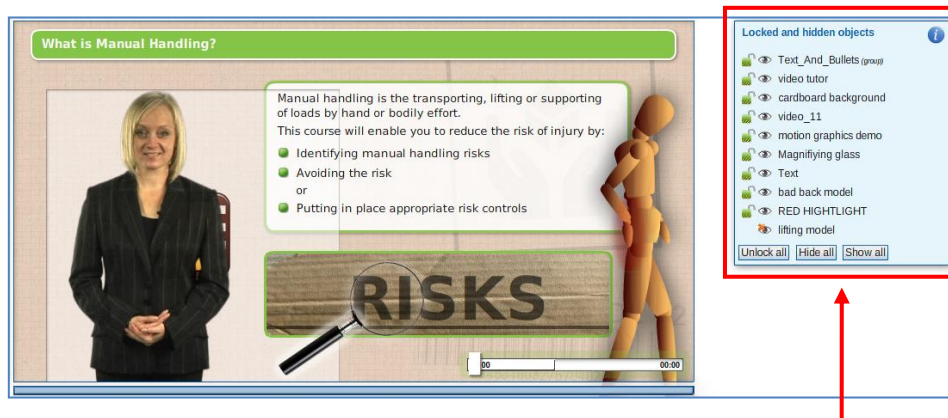 What is Manual Handling?
Manual handling is the transporting, lifting or supporting
of loads by hand or bodily effort.
This course will enable you to reduce the risk of injury by:
Identifying manual handling risks
Avoiding the risk
or
Putting in place appropriate risk controls
RISKS
00
00:00
Locked and hidden objects
i
Text_And_Bullets (group)
video tutor
cardboard background
video_11
motion graphics demo
Magnifiying glass
Text
bad back model
RED HIGHTLIGHT
lifting model
Unlock all Hide all Show all